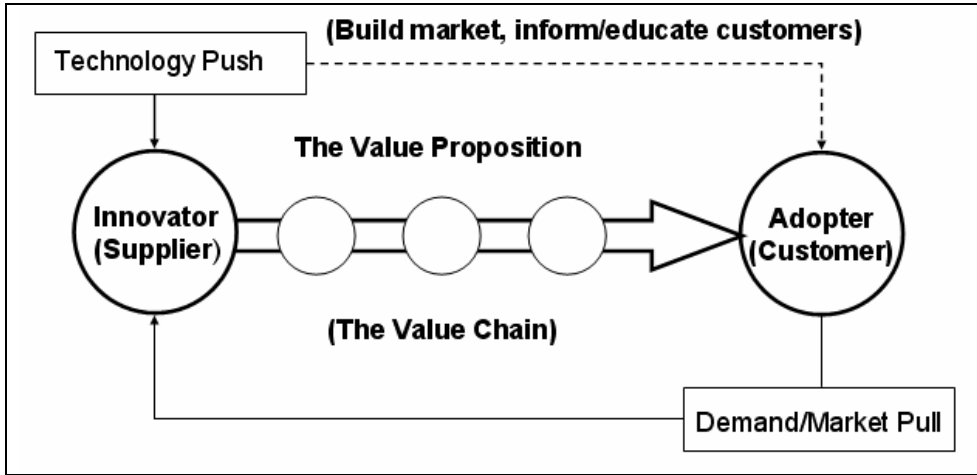 (Build market, inform/educate customers)
Technology Push
The Value Proposition
Innovator
(Supplier)
Adopter
(Customer)
(The Value Chain)
Demand/Market Pull